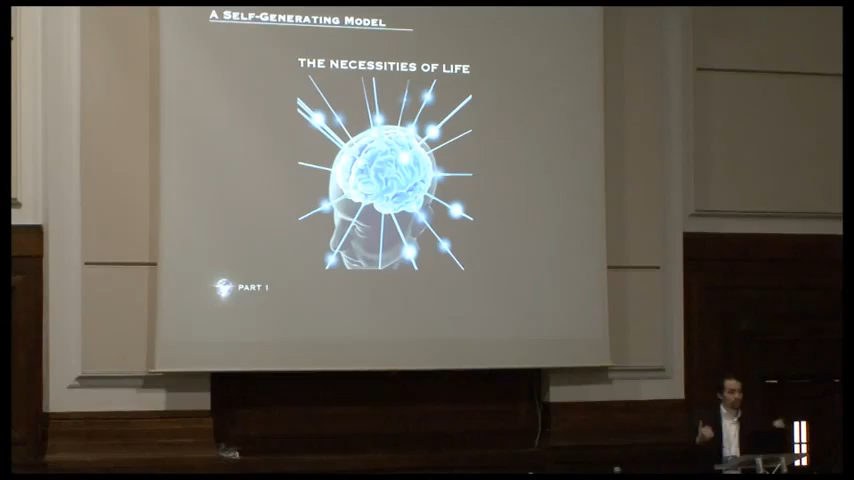 A Self-Generating Model
THE NECESSITIES OF LIFE
PART 1